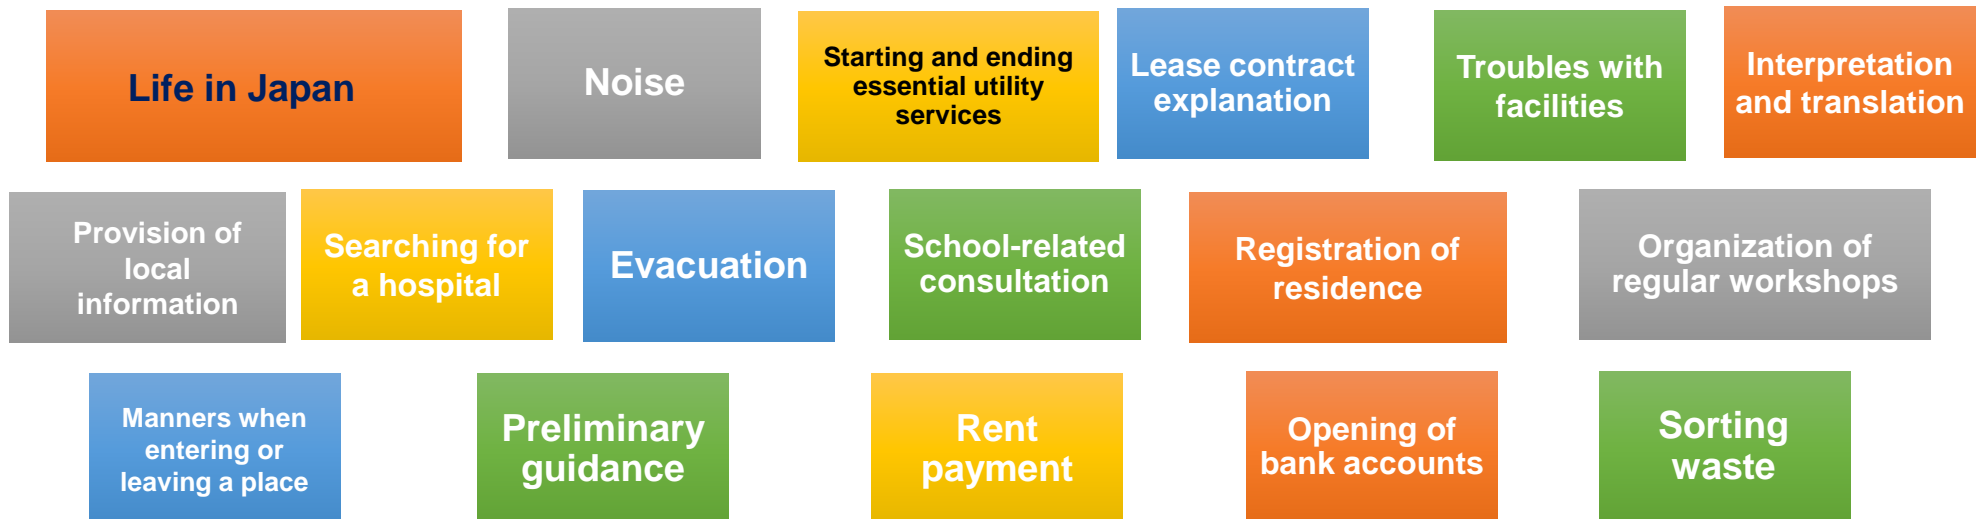 Life in Japan
Noise
Starting and ending
essential utility
services
Lease contract
explanation
Troubles with
facilities
Interpretation
and translation
Provision of
local
information
Searching for
a hospital
Evacuation
School-related
consultation
Registration of
residence
Organization of
regular workshops
Manners when
entering or
leaving a place
Preliminary
guidance
Rent
payment
Opening of
bank accounts
Sorting
waste